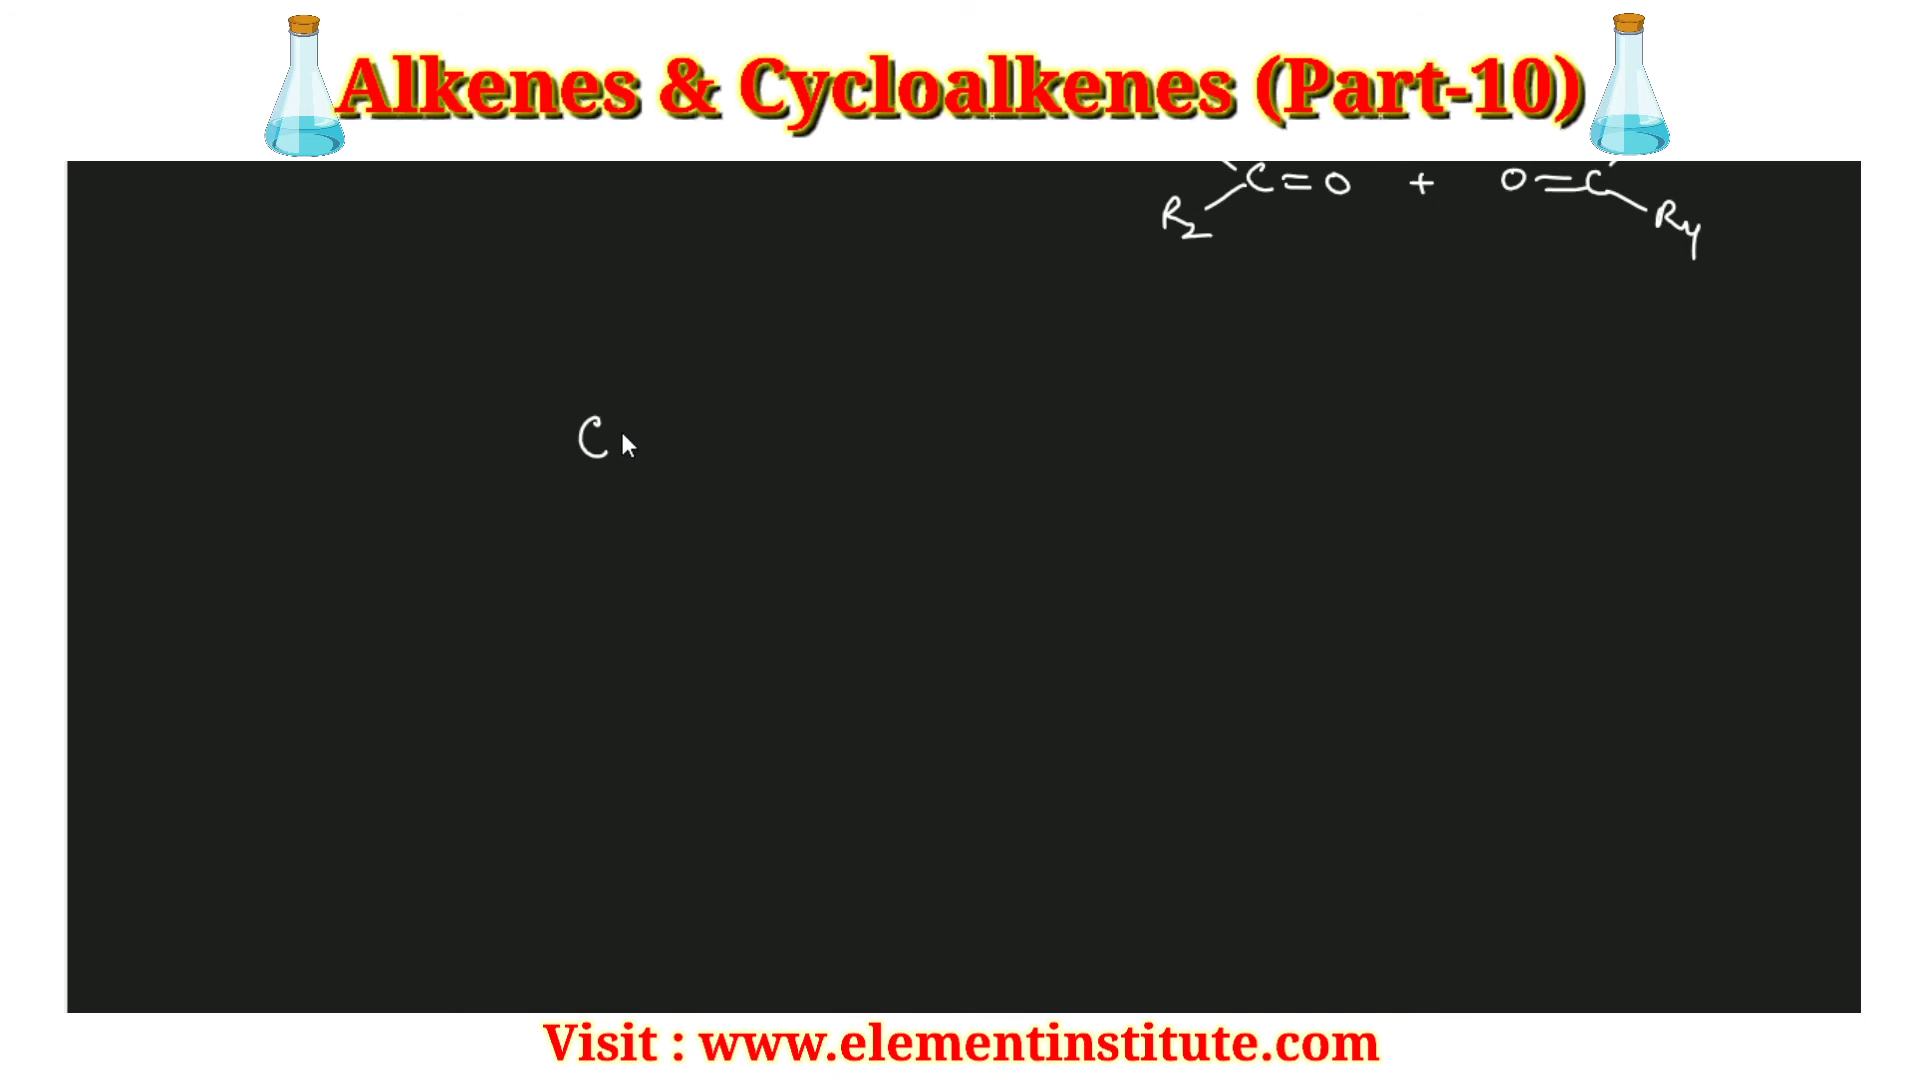 Alkenes & Cycloalkenes (Part-10)
C=O + O=C
R2 R4
C
Visit : www.elementinstitute.com